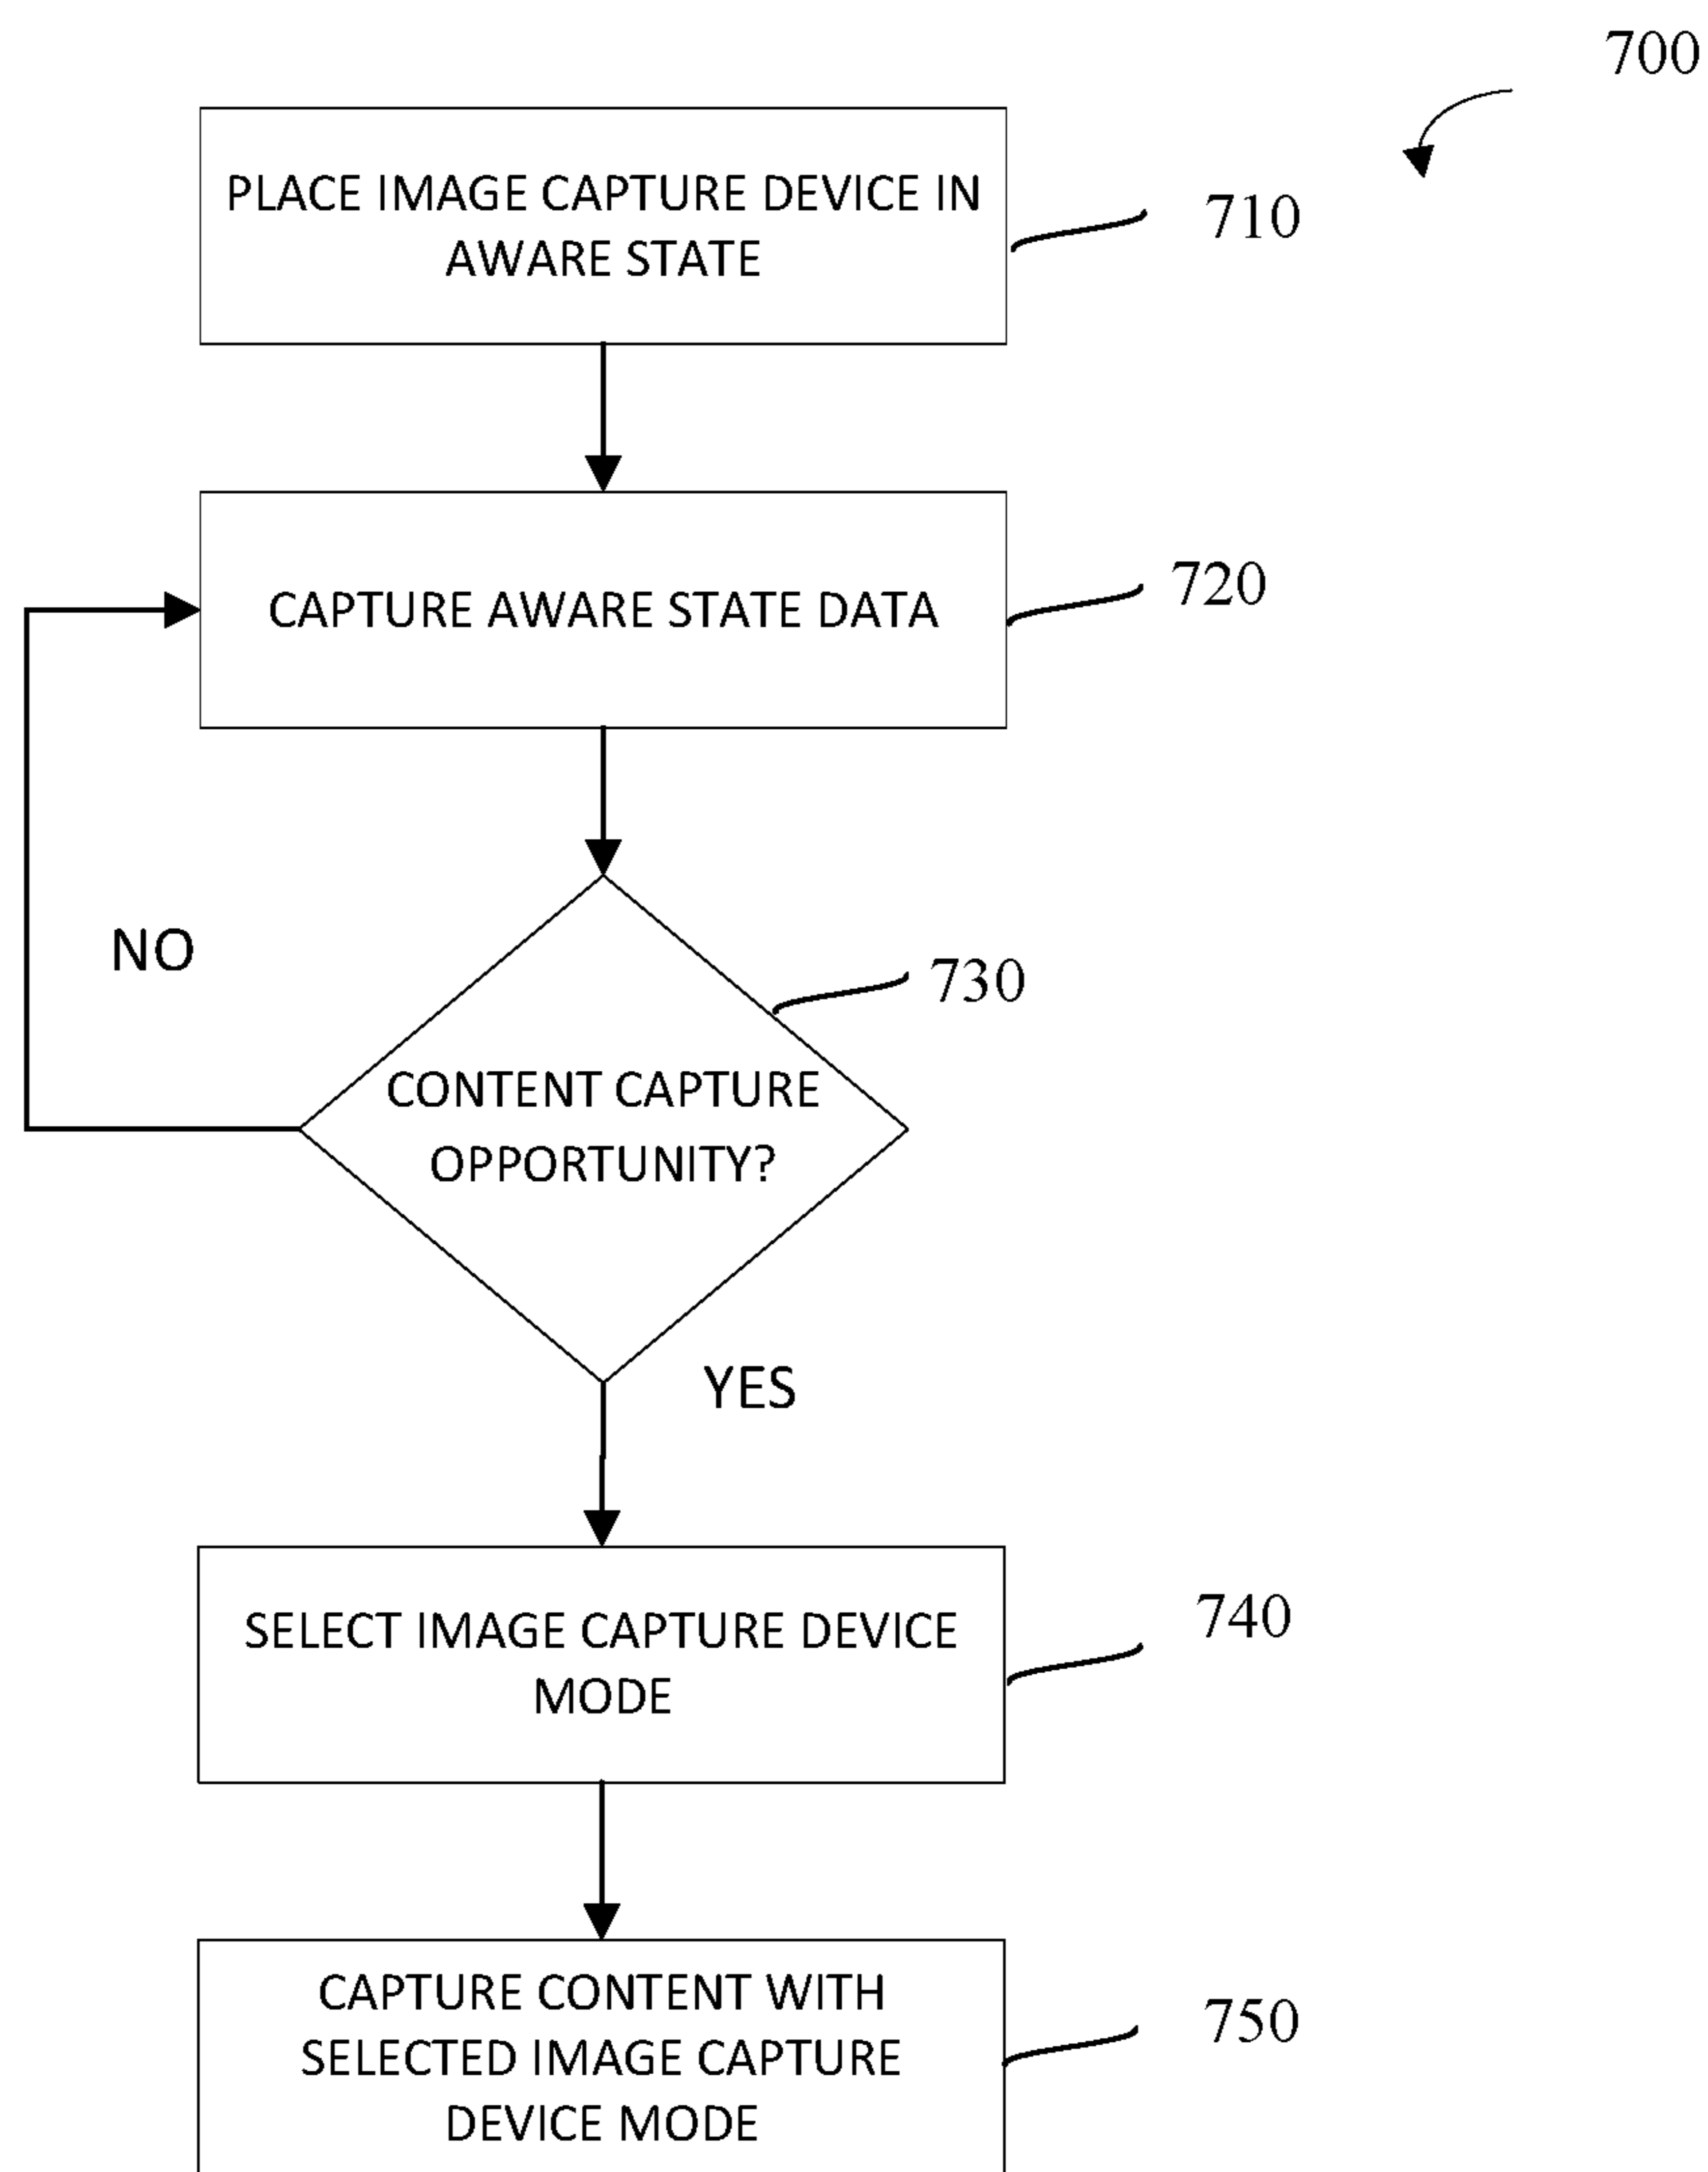 700
PLACE IMAGE CAPTURE DEVICE IN
AWARE STATE
710
CAPTURE AWARE STATE DATA
720
NO
730
CONTENT CAPTURE
OPPORTUNITY?
YES
SELECT IMAGE CAPTURE DEVICE
MODE
740
CAPTURE CONTENT WITH
SELECTED IMAGE CAPTURE
DEVICE MODE
750